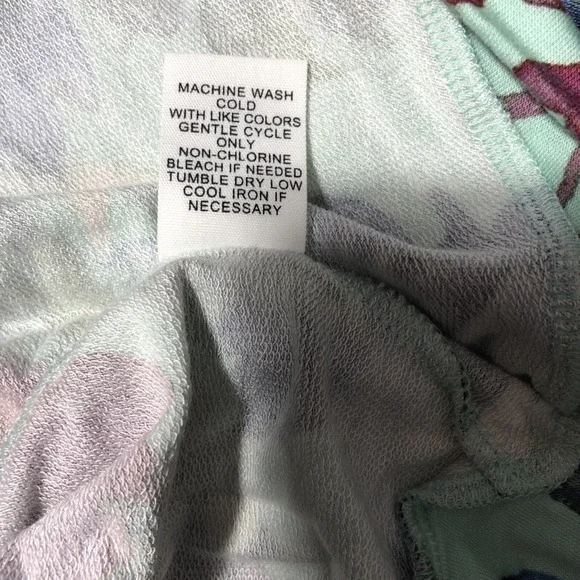 MACHINE WASH
COLD
WITH LIKE COLORS
GENTLE CYCLE
ONLY
NON-CHLORINE
BLEACH IF NEEDED
TUMBLE DRY LOW
COOL IRON IF
NECESSARY